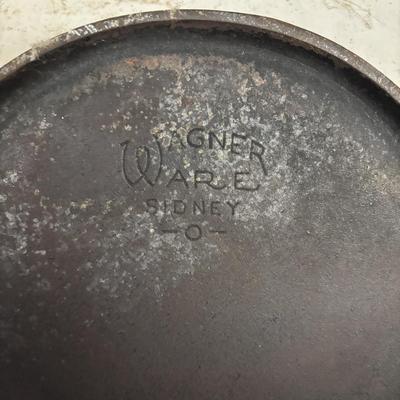 WAGNER
WARE
SIDNEY
-O-